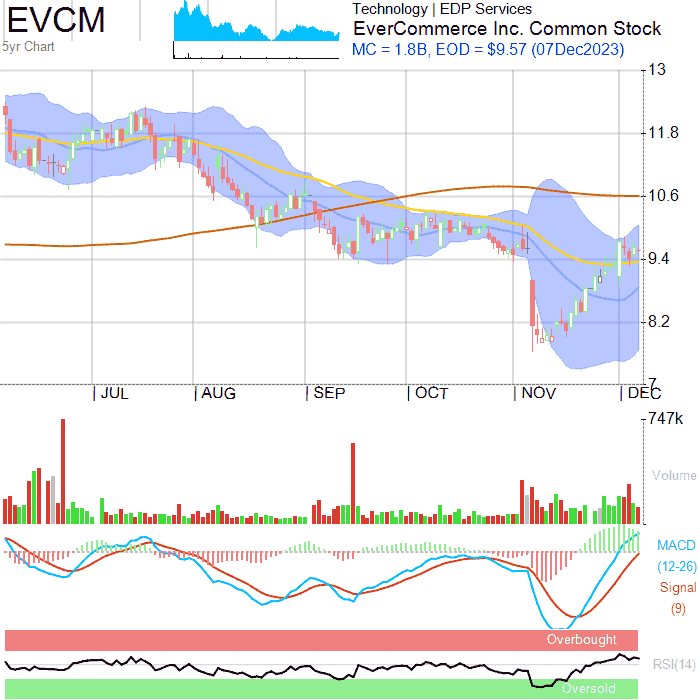 EVCM
5yr Chart
Technology | EDP Services
EverCommerce Inc. Common Stock
MC = 1.8B, EOD = $9.57 (07Dec2023)
13
11.8
10.6
9.4
8.2
7
JUL AUG SEP OCT NOV DEC
747k
Volume
MACD
(12-26)
Signal
(9)
Overbought
RSI(14)
Oversold